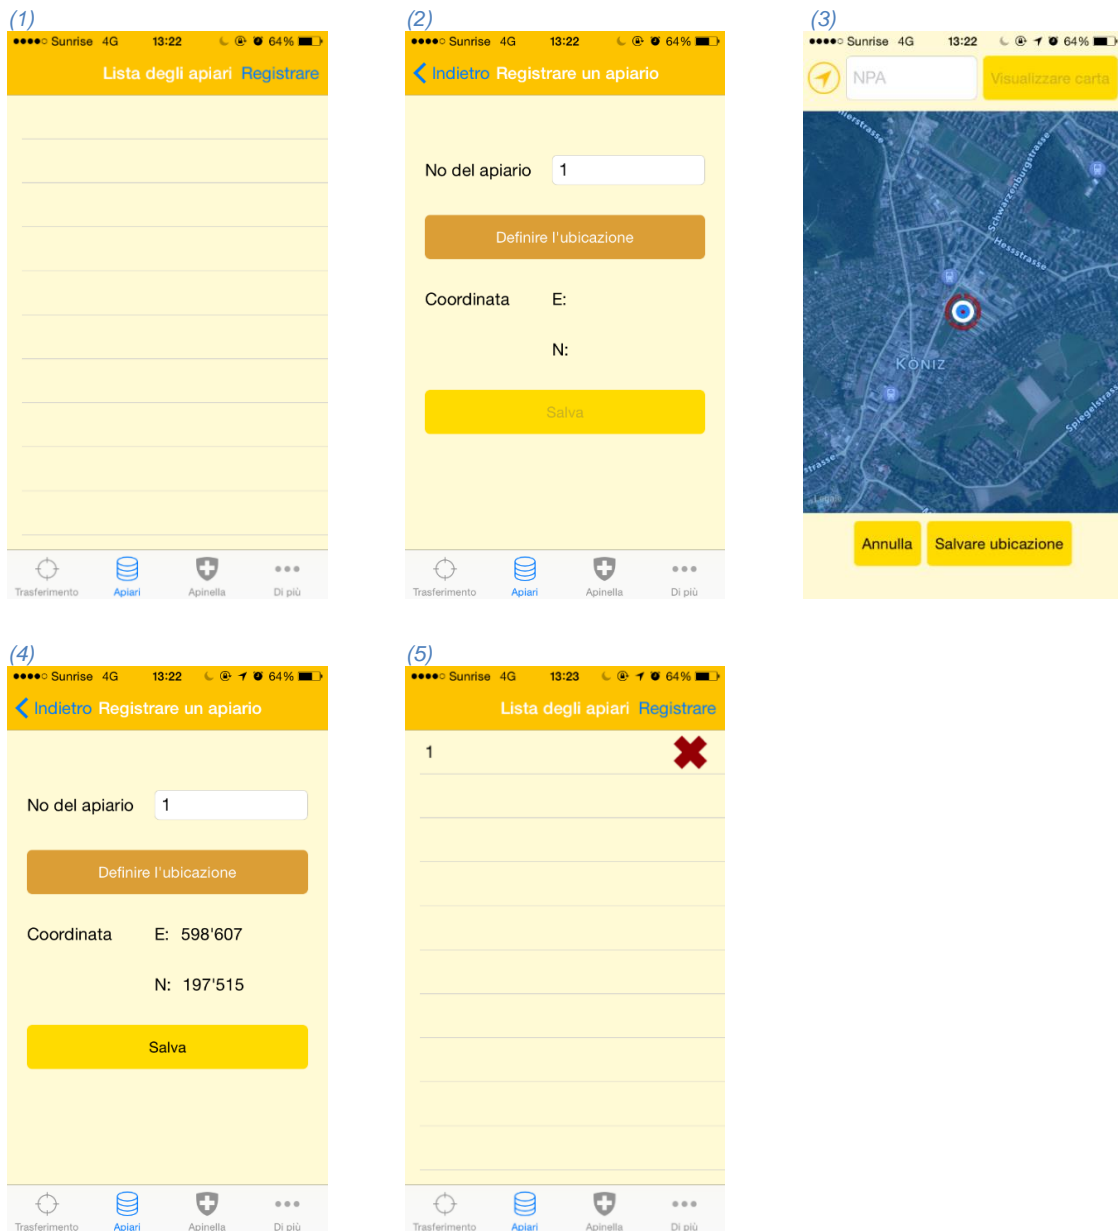 (1)
Sunrise 4G 13:22 64%
Lista degli apiari Registrare
Trasferimento Apiari Apinella Di più
(2)
Sunrise 4G 13:22 64%
Indietro Registrare un apiario
No del apiario 1
Definire l'ubicazione
Coordinata E:
N:
Salva
Trasferimento Apiari Apinella Di più
(3)
Sunrise 4G 13:22 64%
NPA Visualizzare carta
Schwarzenburgstrasse
Hessstrasse
KÖNIZ
Legale
Annulla Salvare ubicazione
(4)
Sunrise 4G 13:22 64%
Indietro Registrare un apiario
No del apiario 1
Definire l'ubicazione
Coordinata E: 598'607
N: 197'515
Salva
Trasferimento Apiari Apinella Di più
(5)
Sunrise 4G 13:23 64%
Lista degli apiari Registrare
1
Trasferimento Apiari Apinella Di più